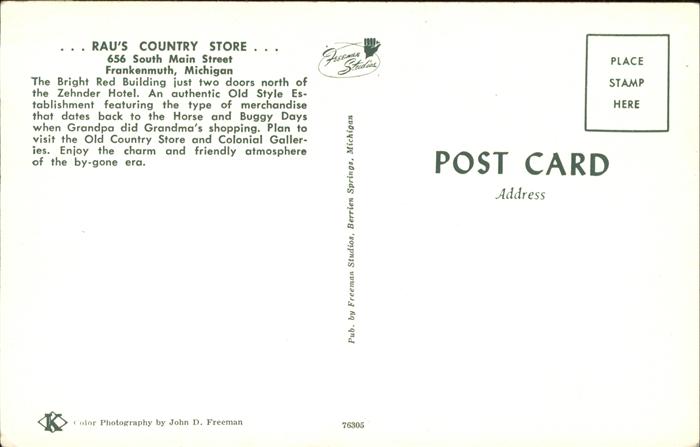 . . . RAU'S COUNTRY STORE . . .
656 South Main Street
Frankenmuth, Michigan
The Bright Red Building just two doors north of
the Zehnder Hotel. An authentic Old Style Es-
tablishment featuring the type of merchandise
that dates back to the Horse and Buggy Days
when Grandpa did Grandma's shopping. Plan to
visit the Old Country Store and Colonial Galler-
ies. Enjoy the charm and friendly atmosphere
of the by-gone era.
Freeman
Studios
Pub. by Freeman Studios, Berrien Springs, Michigan
PLACE
STAMP
HERE
POST CARD
Address
K
Color Photography by John D. Freeman
76305